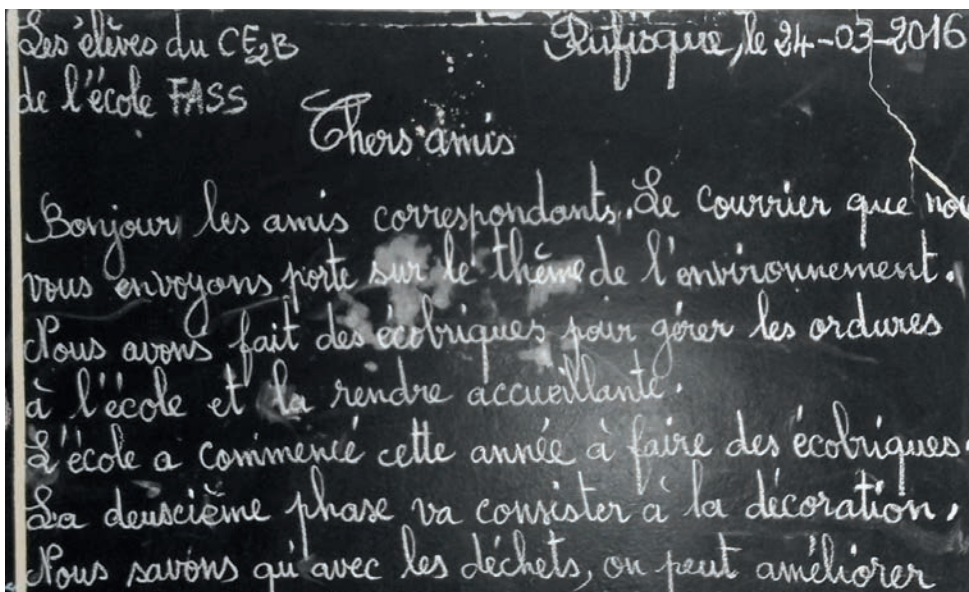 Les élèves du CE2B
Rufisque, le 24-03-2016
de l'école FASS
Chers amis
Bonjour les amis correspondants. Le courrier que nou
vous envoyons porte sur le thème de l'environnement.
Nous avons fait des écobriques pour gérer les ordures
à l'école et la rendre accueillante.
L'école a commencé cette année à faire des écobriques.
La deuxième phase va consister à la décoration,
Nous savons qu'avec les déchets, on peut améliorer